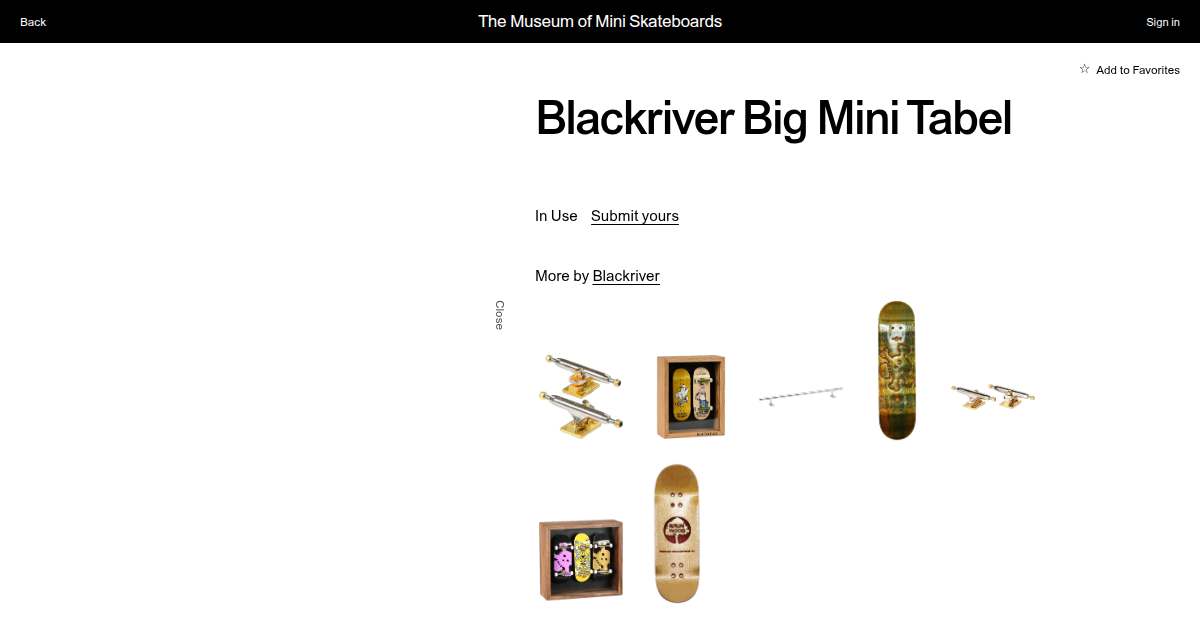 Back
The Museum of Mini Skateboards
Sign in
☆ Add to Favorites
Blackriver Big Mini Tabel
In Use Submit yours
More by Blackriver
Close